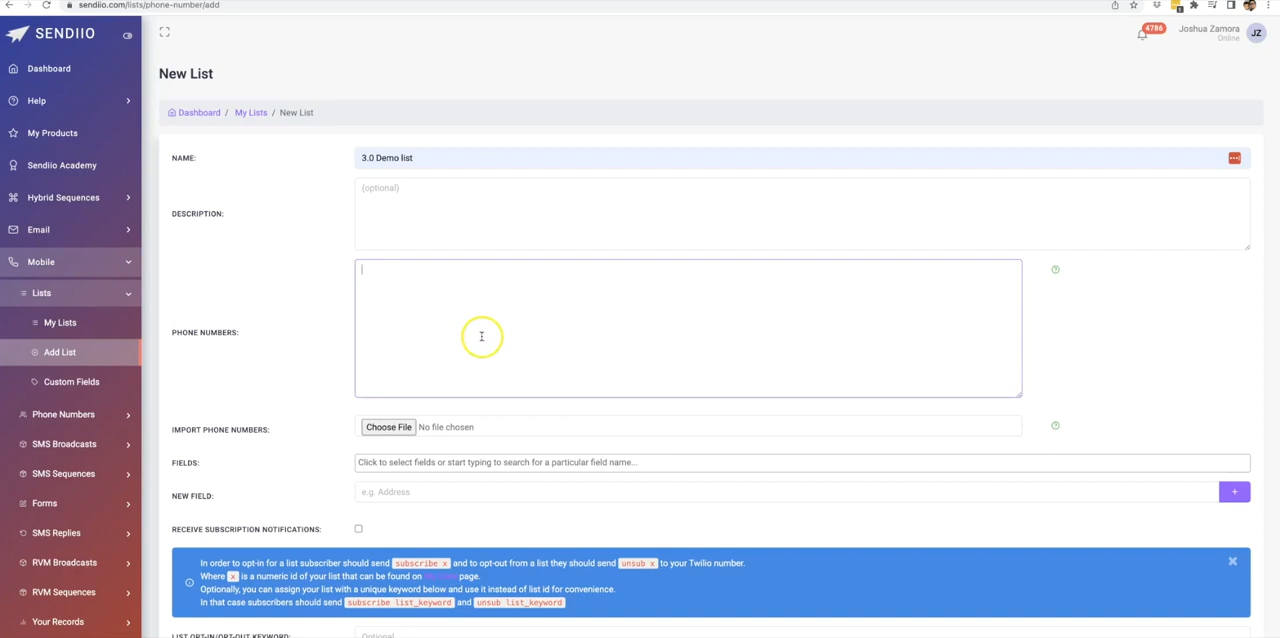 sendiio.com/lists/phone-number/add
SENDIIO
4786
Joshua Zamora
Online
JZ
Dashboard
Help
My Products
Sendiio Academy
Hybrid Sequences
Email
Mobile
Lists
My Lists
Add List
Custom Fields
Phone Numbers
SMS Broadcasts
SMS Sequences
Forms
SMS Replies
RVM Broadcasts
RVM Sequences
Your Records
New List
Dashboard / My Lists / New List
NAME:
3.0 Demo list
DESCRIPTION:
(optional)
PHONE NUMBERS:
IMPORT PHONE NUMBERS:
Choose File No file chosen
FIELDS:
Click to select fields or start typing to search for a particular field name...
NEW FIELD:
e.g. Address
+
RECEIVE SUBSCRIPTION NOTIFICATIONS:
In order to opt-in for a list subscriber should send subscribe x and to opt-out from a list they should send unsub x to your Twilio number.
Where x is a numeric id of your list that can be found on page.
Optionally, you can assign your list with a unique keyword below and use it instead of list id for convenience.
In that case subscribers should send subscribe list_keyword and unsub list_keyword
LIST OPT-IN/OPT-OUT KEYWORD:
Optional